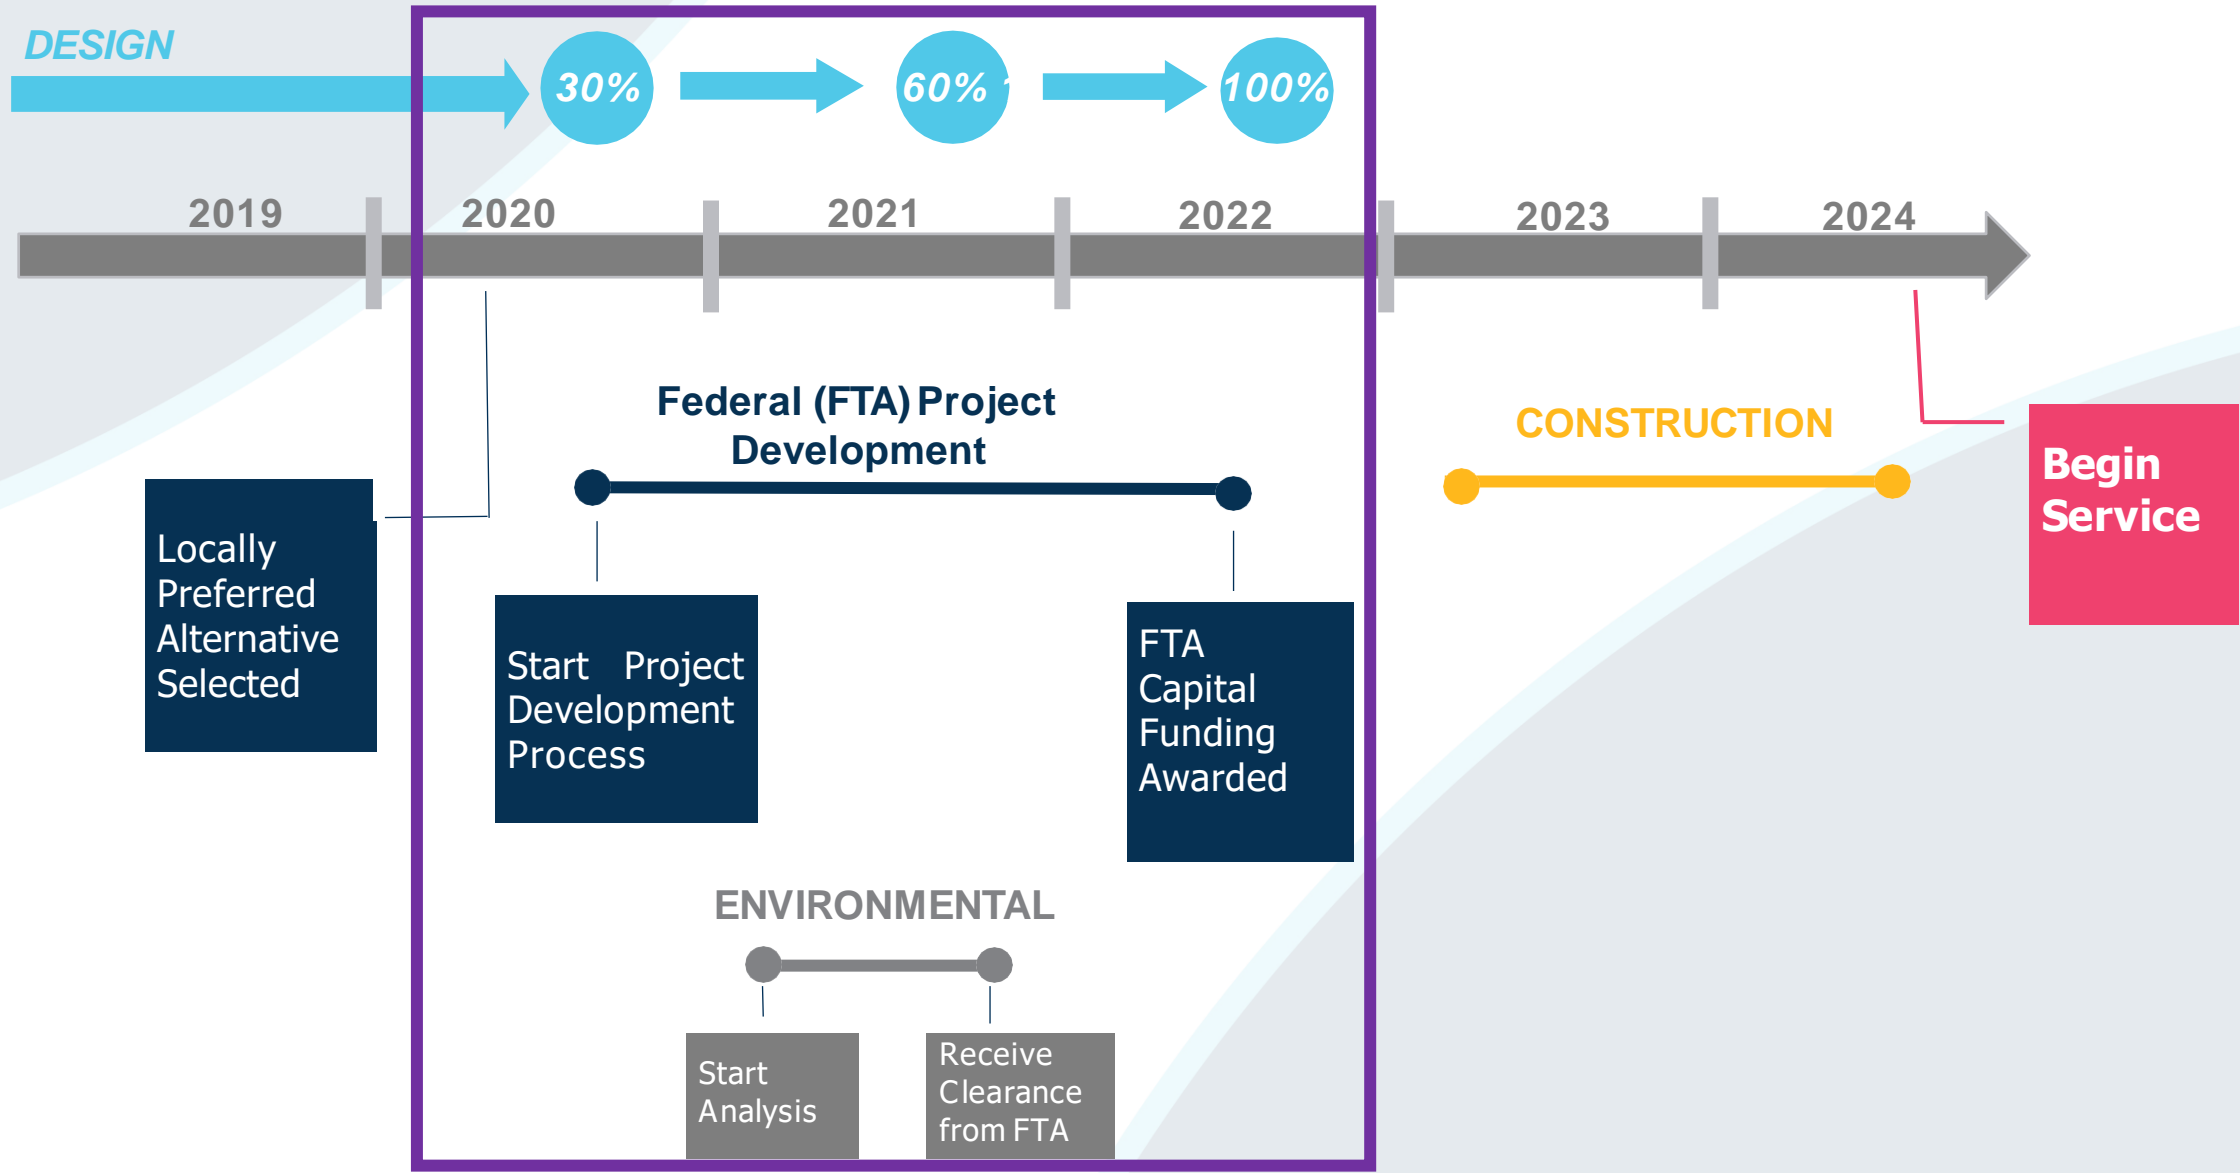 DESIGN
30%
60%
100%
2019
2020
2021
2022
2023
2024
Federal (FTA) Project
Development
CONSTRUCTION
Begin
Service
Locally
Preferred
Alternative
Selected
Start Project
Development
Process
FTA
Capital
Funding
Awarded
ENVIRONMENTAL
Start
Analysis
Receive
Clearance
from FTA